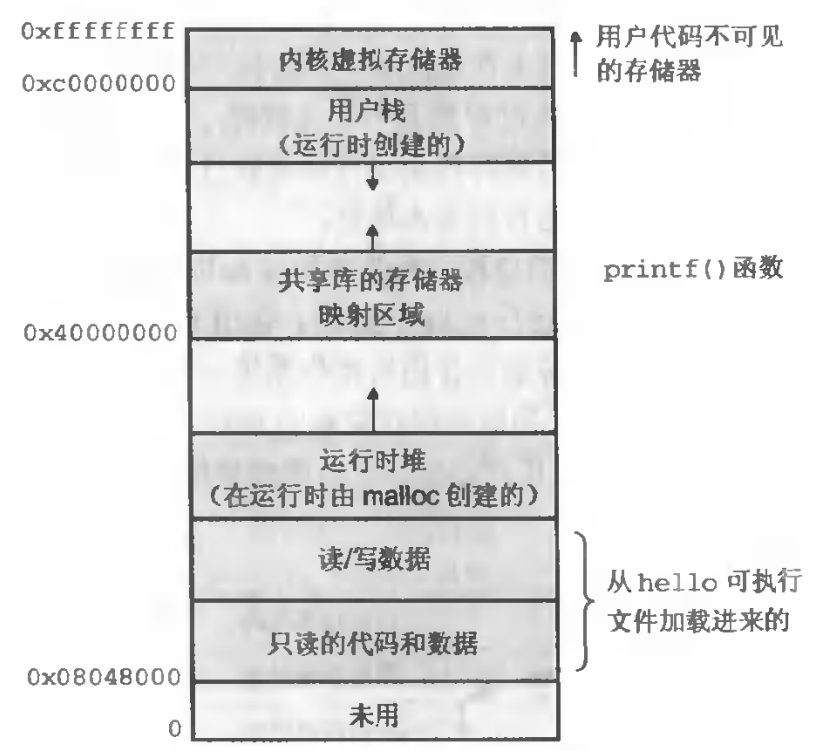 0xffffffff
内核虚拟存储器
用户代码不可见
的存储器
0xc0000000
用户栈
（运行时创建的）
共享库的存储器
映射区域
printf()函数
0x40000000
运行时堆
（在运行时由 malloc 创建的）
读/写数据
从 hello 可执行
文件加载进来的
只读的代码和数据
0x08048000
未用
0